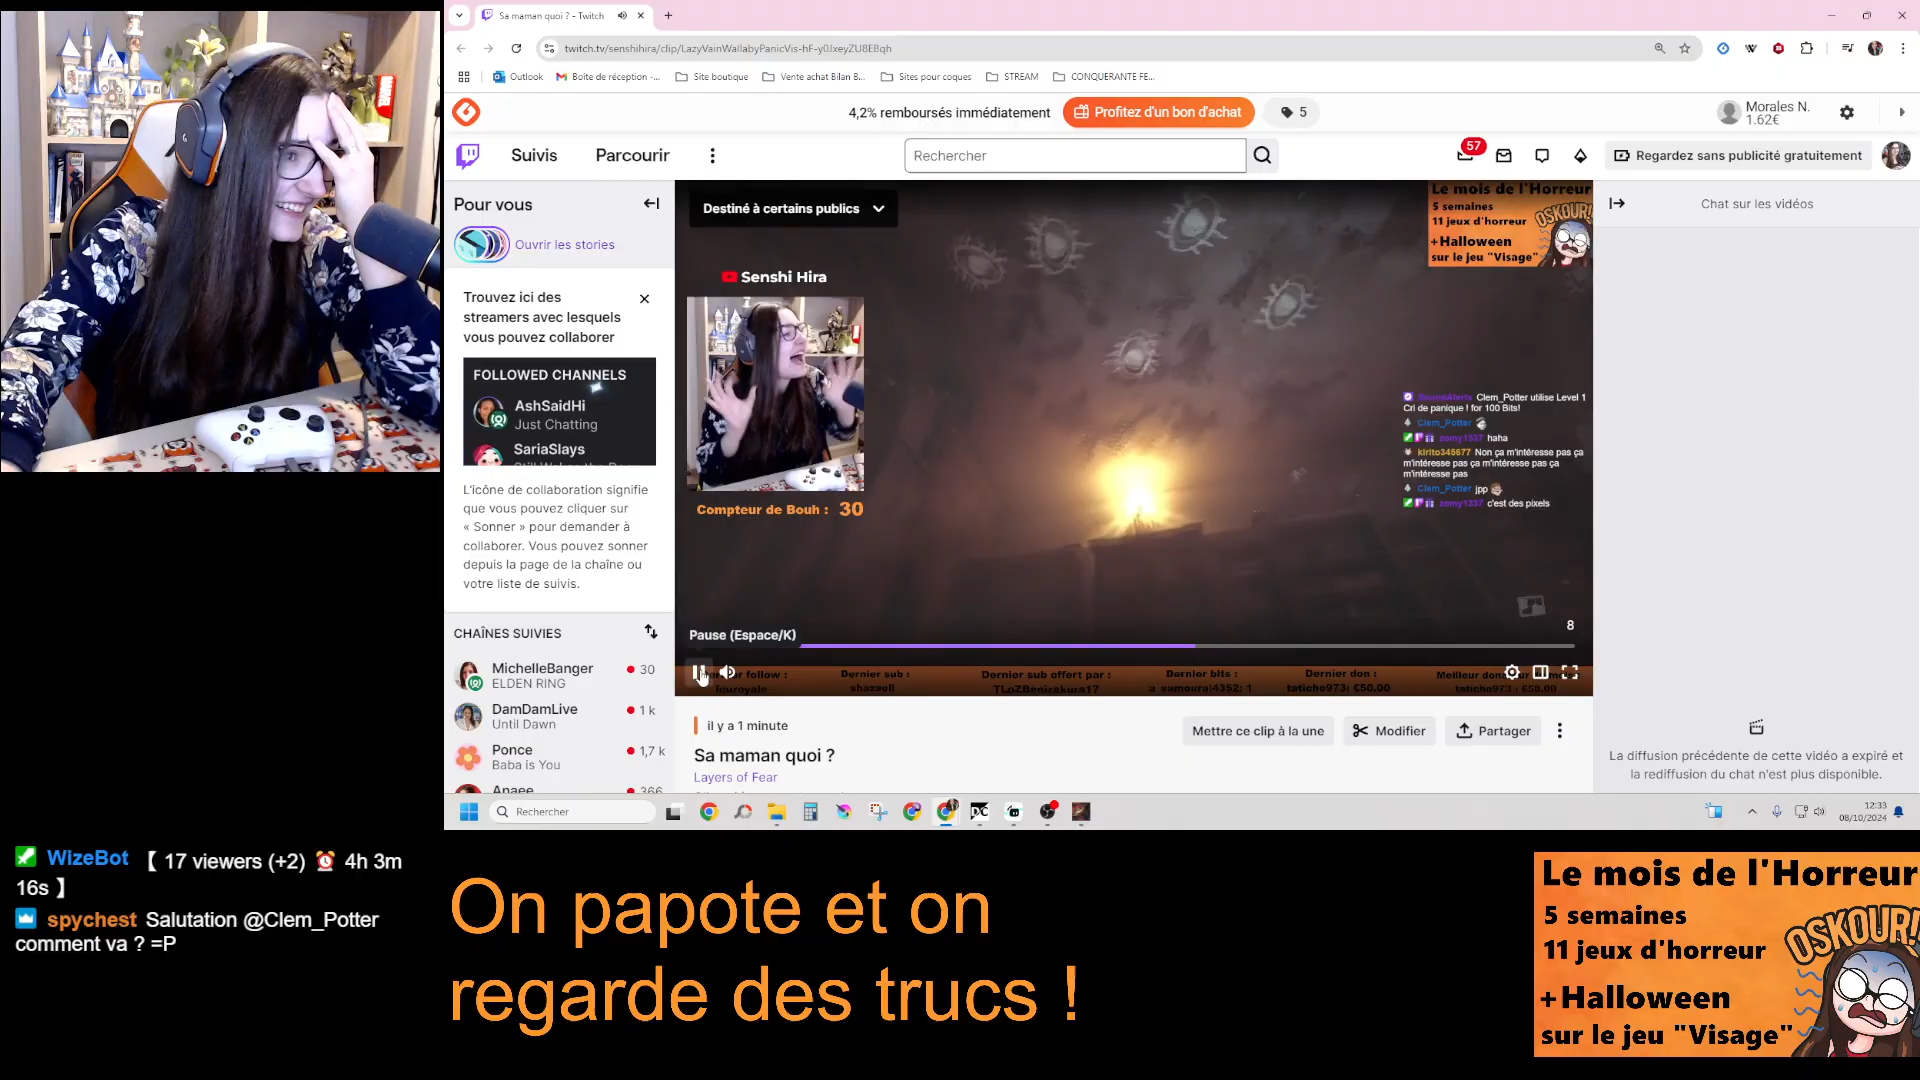 Sa maman quoi ? - Twitch
twitch.tv/senshihira/clip/LazyVainWallabyPanicVis-hF-y0JxeyZU8EBqh
Outlook
Boîte de réception -...
Site boutique
Vente achat Bilan B...
Sites pour coques
STREAM
CONQUERANTE FE...
4,2% remboursés immédiatement
Profitez d'un bon d'achat
5
Morales N.
1.62€
Suivis
Parcourir
Rechercher
57
Regardez sans publicité gratuitement
Pour vous
Ouvrir les stories
Trouvez ici des
streamers avec lesquels
vous pouvez collaborer
FOLLOWED CHANNELS
AshSaidHi
Just Chatting
SariaSlays
L'icône de collaboration signifie
que vous pouvez cliquer sur
« Sonner » pour demander à
collaborer. Vous pouvez sonner
depuis la page de la chaîne ou
votre liste de suivis.
CHAÎNES SUIVIES
MichelleBanger
30
ELDEN RING
DamDamLive
1 k
Until Dawn
Ponce
1,7 k
Baba is You
Anaee
366
Destiné à certains publics
Senshi Hira
Compteur de Bouh : 30
Le mois de l'Horreur
5 semaines
11 jeux d'horreur
+Halloween
sur le jeu "Visage"
OSKOUR!
SoundAlerts Clem_Potter utilise Level 1
Cri de panique ! for 100 Bits!
Clem_Potter
zomy1337 haha
kirito345677 Non ça m'intéresse pas ça
m'intéresse pas ça m'intéresse pas ça
m'intéresse pas
Clem_Potter jpp
zomy1337 c'est des pixels
8
Pause (Espace/K)
follow :
Dernier sub :
shazaell
Dernier sub offert par :
TLoZBenizakura17
Dernier bits :
a_samourai4352: 1
Dernier don :
taticho973: €50.00
Meilleur don
taticho973 : €50.00
il y a 1 minute
Sa maman quoi ?
Layers of Fear
Mettre ce clip à la une
Modifier
Partager
Chat sur les vidéos
La diffusion précédente de cette vidéo a expiré et
la rediffusion du chat n'est plus disponible.
Rechercher
12:33
08/10/2024
WizeBot 【 17 viewers (+2) ⏰ 4h 3m
16s 】
spychest Salutation @Clem_Potter
comment va ? =P
On papote et on
regarde des trucs !
Le mois de l'Horreur
5 semaines
11 jeux d'horreur
+Halloween
sur le jeu "Visage"
OSKOUR!
MARVEL